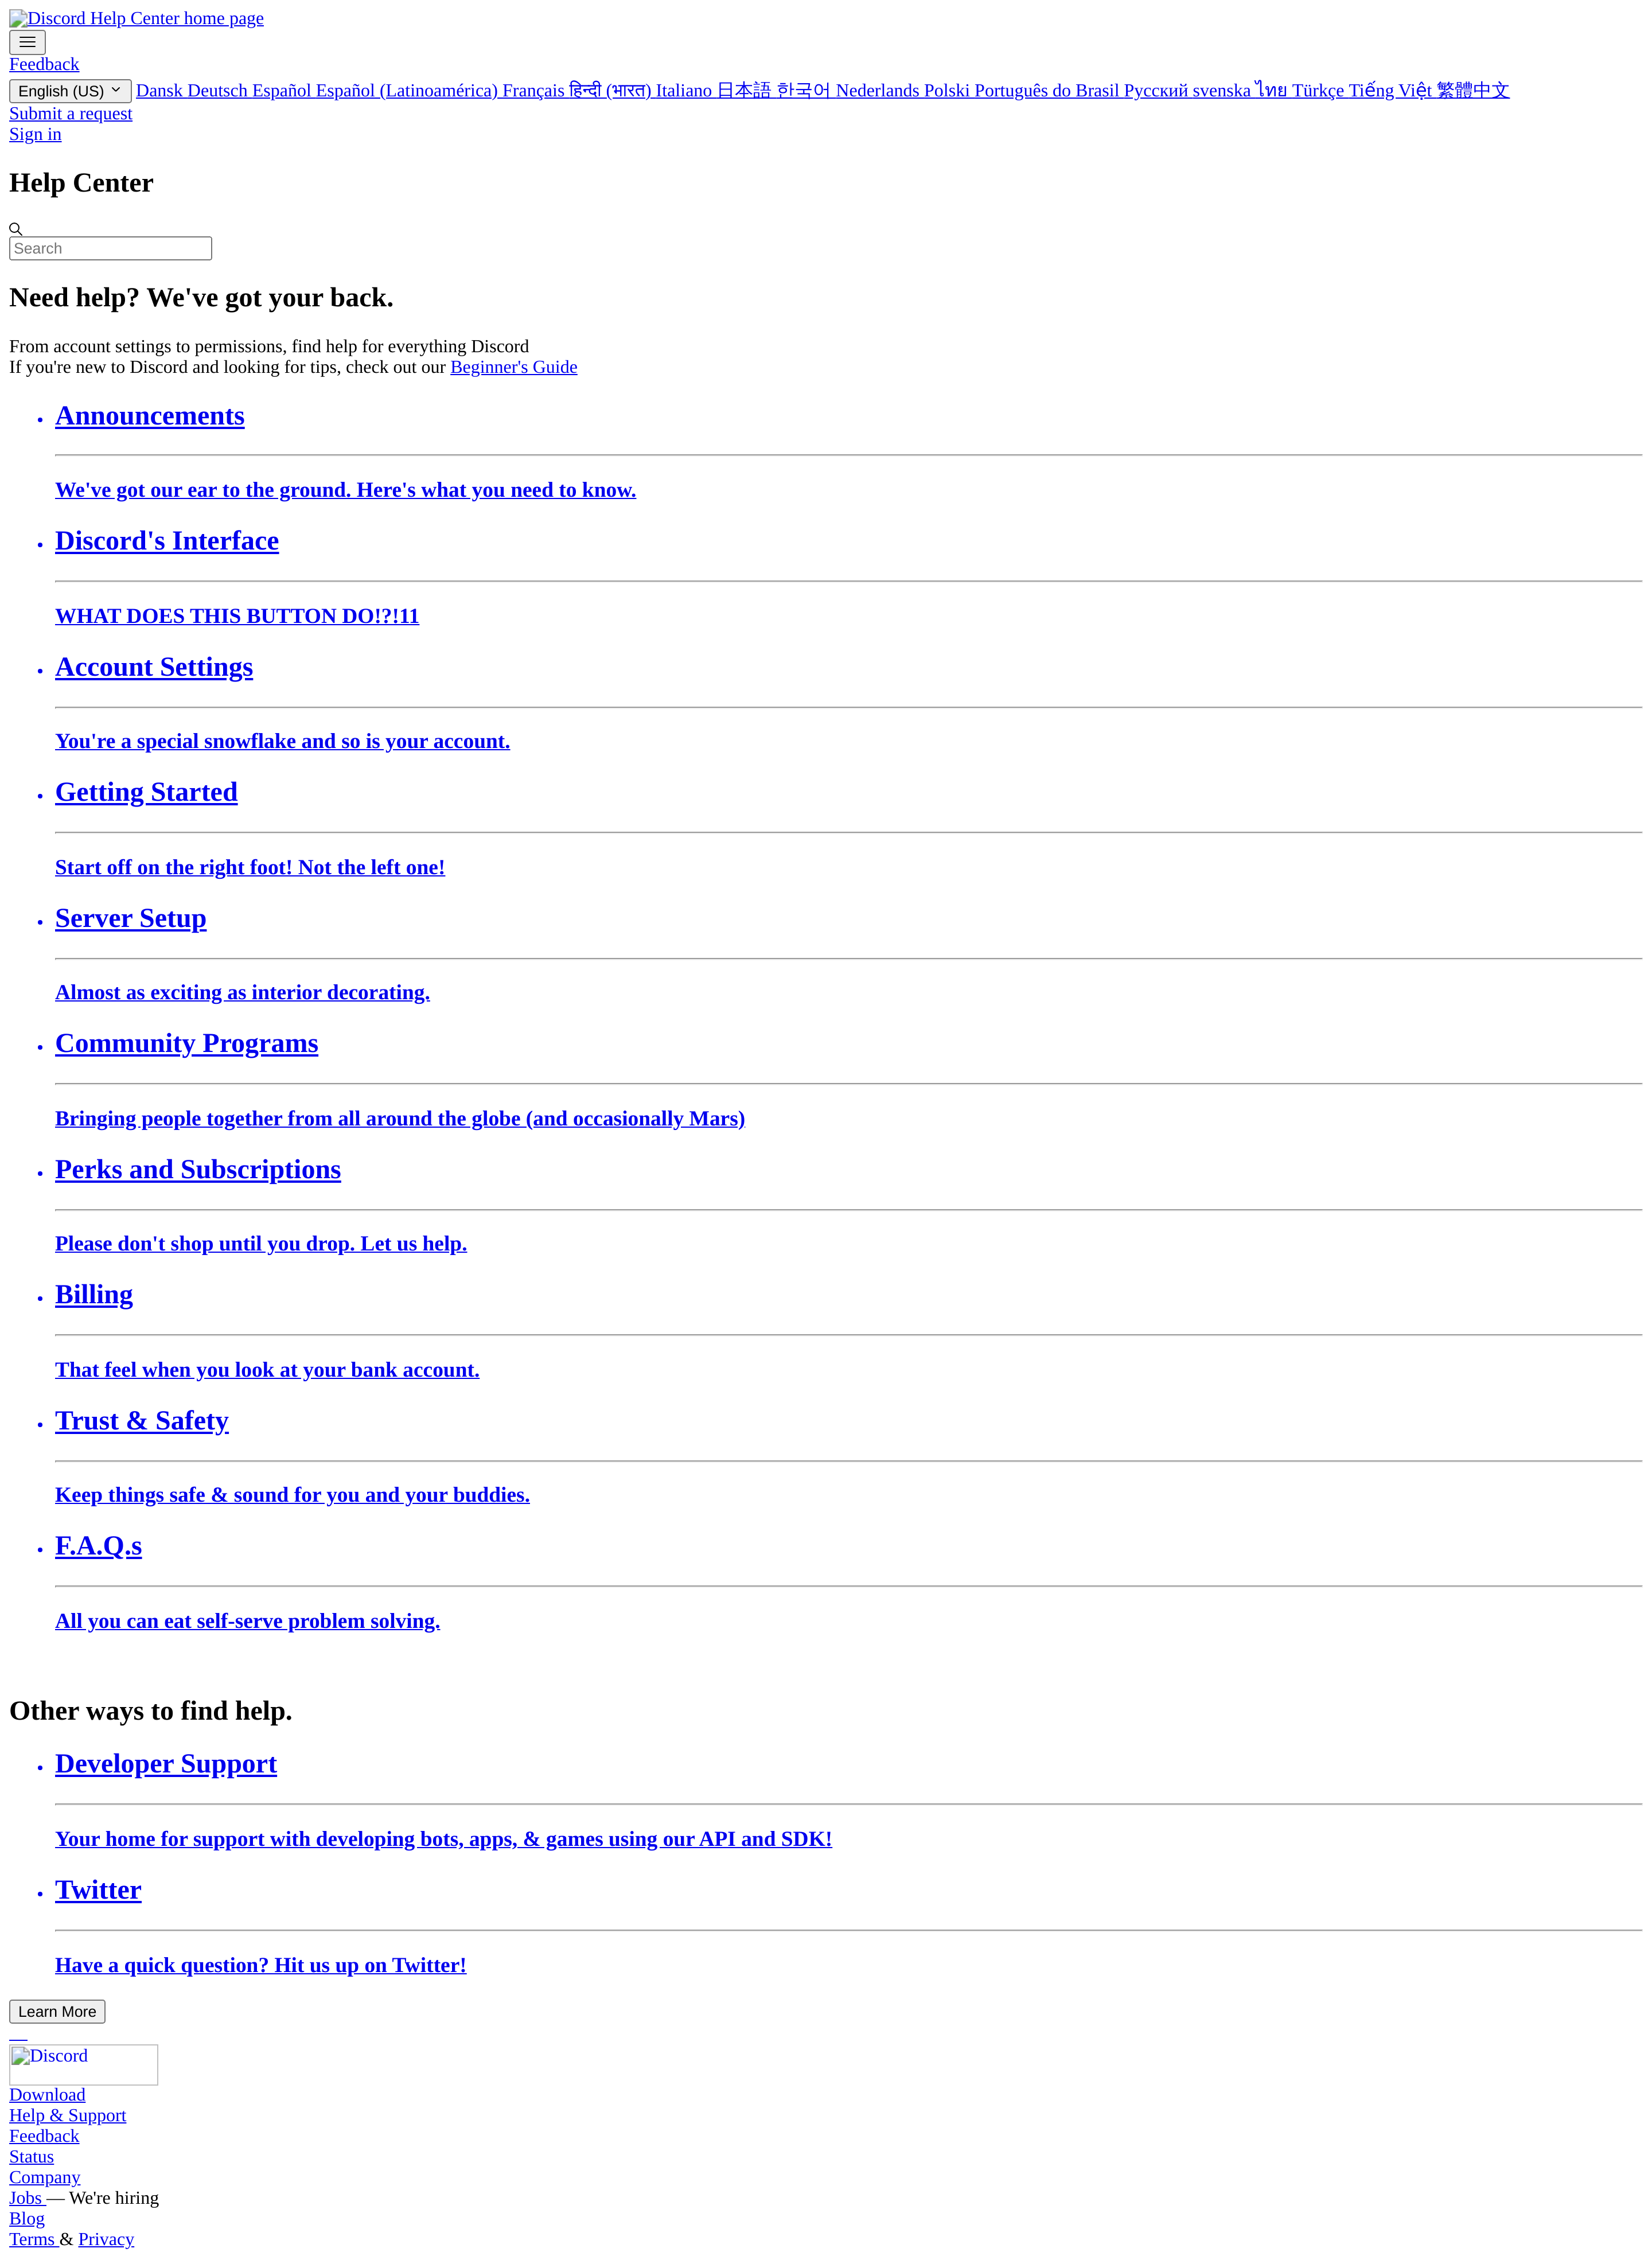 Discord Help Center home page
Feedback
English (US) Dansk Deutsch Español Español (Latinoamérica) Français हिन्दी (भारत) Italiano 日本語 한국어 Nederlands Polski Português do Brasil Русский svenska ไทย Türkçe Tiếng Việt 繁體中文
Submit a request
Sign in
Help Center
Search
Need help? We've got your back.
From account settings to permissions, find help for everything Discord
If you're new to Discord and looking for tips, check out our Beginner's Guide
Announcements
We've got our ear to the ground. Here's what you need to know.
Discord's Interface
WHAT DOES THIS BUTTON DO!?!11
Account Settings
You're a special snowflake and so is your account.
Getting Started
Start off on the right foot! Not the left one!
Server Setup
Almost as exciting as interior decorating.
Community Programs
Bringing people together from all around the globe (and occasionally Mars)
Perks and Subscriptions
Please don't shop until you drop. Let us help.
Billing
That feel when you look at your bank account.
Trust & Safety
Keep things safe & sound for you and your buddies.
F.A.Q.s
All you can eat self-serve problem solving.
Other ways to find help.
Developer Support
Your home for support with developing bots, apps, & games using our API and SDK!
Twitter
Have a quick question? Hit us up on Twitter!
Learn More
Discord
Download
Help & Support
Feedback
Status
Company
Jobs — We're hiring
Blog
Terms & Privacy